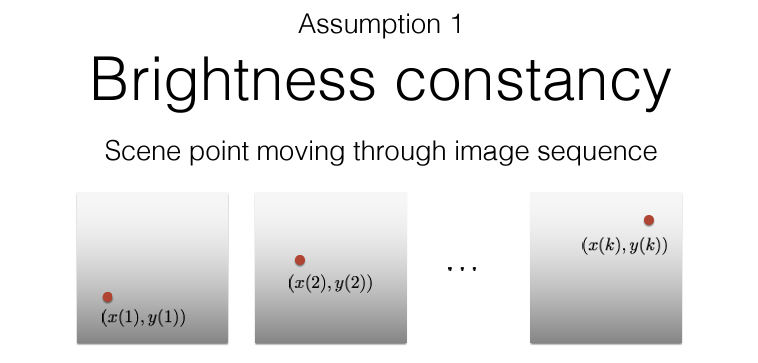 Assumption 1
Brightness constancy
Scene point moving through image sequence
(x(1), y(1))
(x(2), y(2))
...
(x(k), y(k))